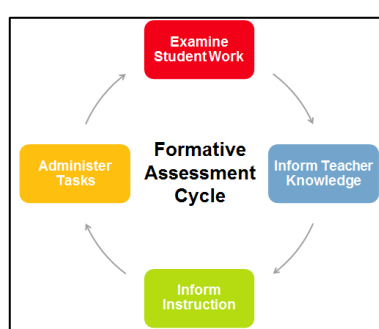 Examine
Student Work
Administer
Tasks
Formative
Assessment
Cycle
Inform Teacher
Knowledge
Inform
Instruction